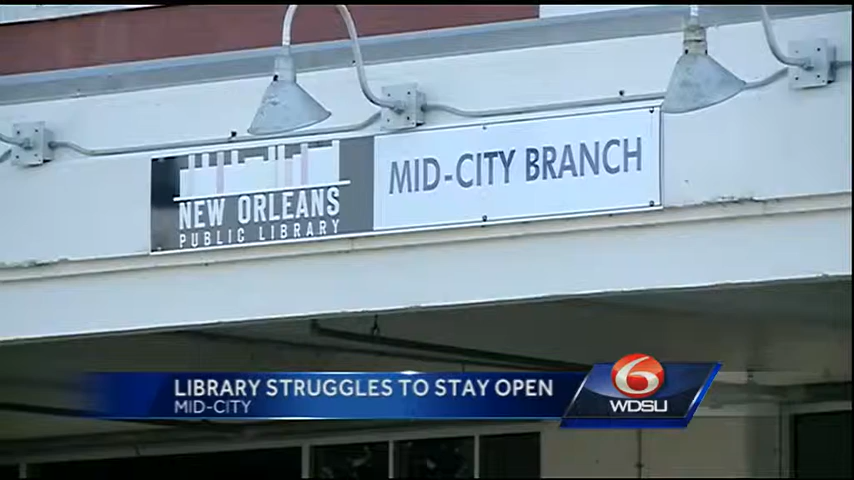 NEW ORLEANS
PUBLIC LIBRARY
MID-CITY BRANCH
LIBRARY STRUGGLES TO STAY OPEN
MID-CITY
6
WDSU